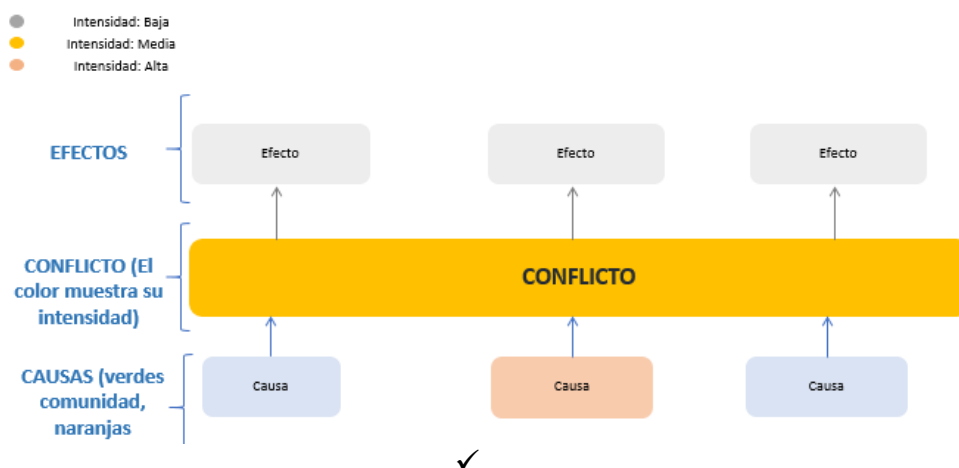 Intensidad: Baja
Intensidad: Media
Intensidad: Alta
EFECTOS
Efecto
Efecto
Efecto
CONFLICTO (El
color muestra su
intensidad)
CONFLICTO
CAUSAS (verdes
comunidad,
naranjas
Causa
Causa
Causa